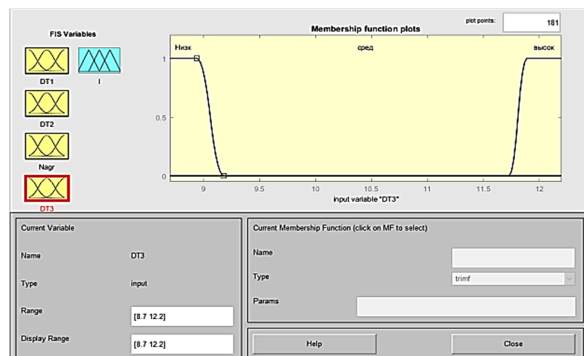 FIS Variables
Membership function plots
plot points: 181
DT1
I
DT2
Nagr
DT3
Низк сред высок
1
0.5
0
9 9.5 10 10.5 11 11.5 12
input variable "DT3"
Current Variable
Name DT3
Type input
Range [8.7 12.2]
Display Range [8.7 12.2]
Current Membership Function (click on MF to select)
Name
Type trimf
Params
Help Close